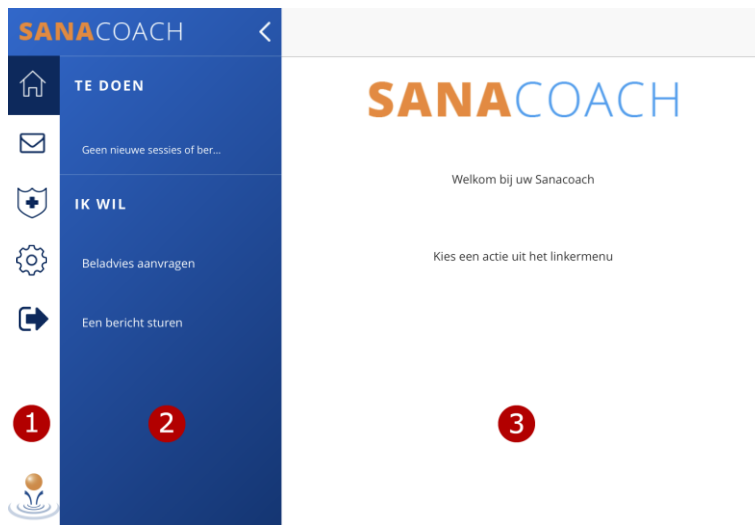 SANACOACH
TE DOEN
Geen nieuwe sessies of ber...
IK WIL
Beladvies aanvragen
Een bericht sturen
1
2
SANACOACH
Welkom bij uw Sanacoach
Kies een actie uit het linkermenu
3